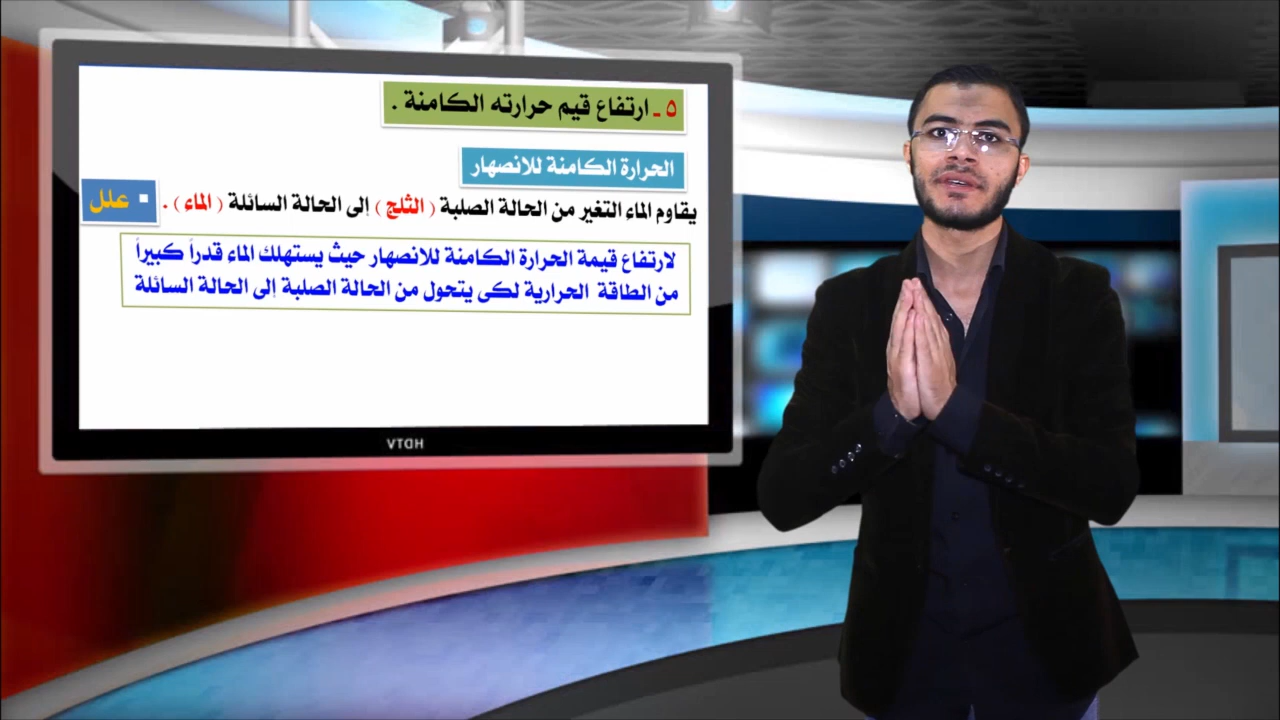 ٥ ـ ارتفاع قيم حرارته الكامنة .
الحرارة الكامنة للانصهار
يقاوم الماء التغير من الحالة الصلبة ( الثلج ) إلى الحالة السائلة ( الماء ) . ▪ علل
لارتفاع قيمة الحرارة الكامنة للانصهار حيث يستهلك الماء قدراً كبيراً
من الطاقة الحرارية لكى يتحول من الحالة الصلبة إلى الحالة السائلة
HDTV